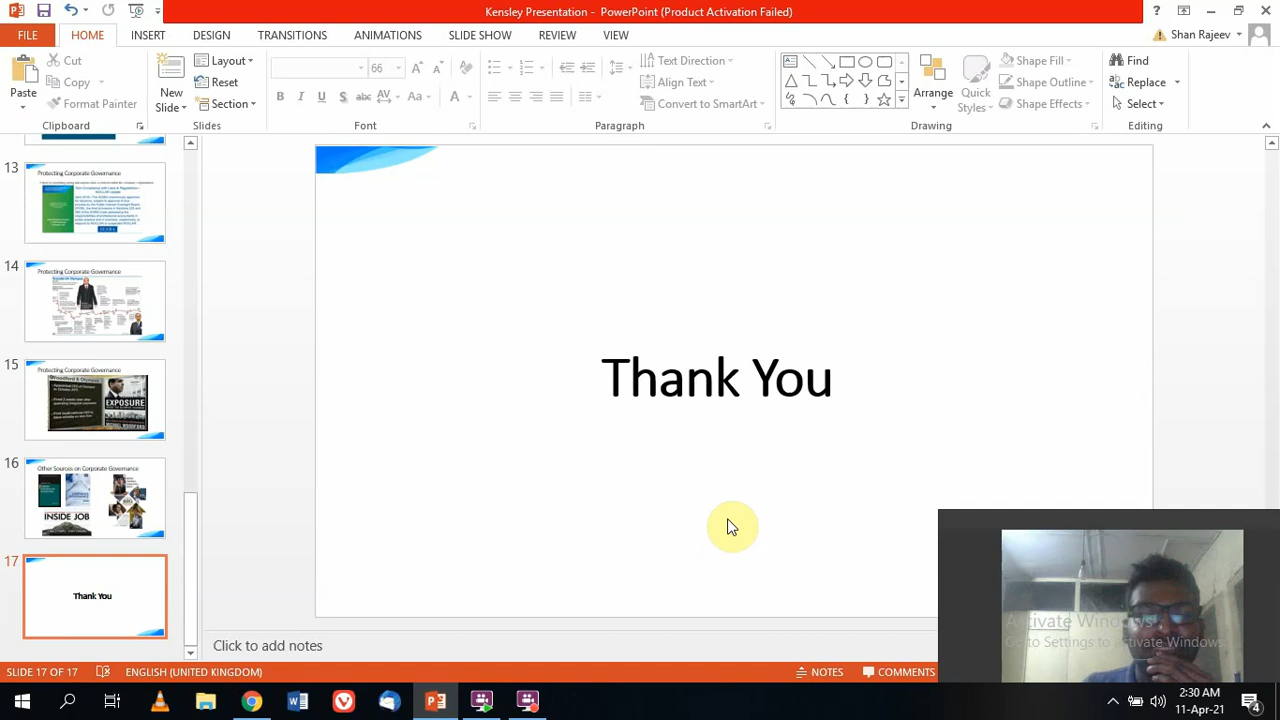 Kensley Presentation - PowerPoint (Product Activation Failed)
FILE HOME INSERT DESIGN TRANSITIONS ANIMATIONS SLIDE SHOW REVIEW VIEW Shan Rajeev
Paste
Cut
Copy
Format Painter
Clipboard
New
Slide
Layout
Reset
Section
Slides
66
Font
Text Direction
Align Text
Convert to SmartArt
Paragraph
Arrange
Quick
Styles
Shape Fill
Shape Outline
Shape Effects
Drawing
Find
Replace
Select
Editing
13
Protecting Corporate Governance
14
Protecting Corporate Governance
15
Protecting Corporate Governance
EXPOSURE
16
Other Sources on Corporate Governance
INSIDE JOB
17
Thank You
Thank You
Click to add notes
Activate Windows
Go to Settings to activate Windows.
SLIDE 17 OF 17 ENGLISH (UNITED KINGDOM) NOTES COMMENTS
2:30 AM
11-Apr-21
4